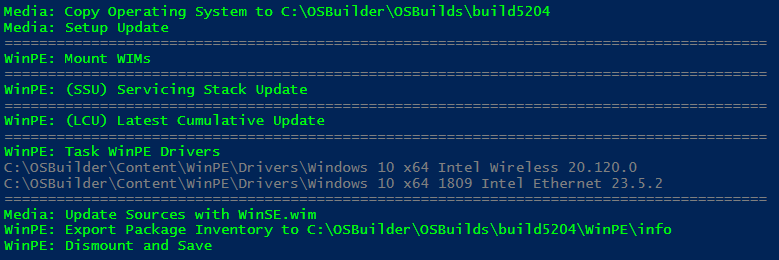 Media: Copy Operating System to C:\OSBuilder\OSBuilds\build5204
Media: Setup Update
================================================================================
WinPE: Mount WIMs
================================================================================
WinPE: (SSU) Servicing Stack Update
================================================================================
WinPE: (LCU) Latest Cumulative Update
================================================================================
WinPE: Task WinPE Drivers
C:\OSBuilder\Content\WinPE\Drivers\Windows 10 x64 Intel Wireless 20.120.0
C:\OSBuilder\Content\WinPE\Drivers\Windows 10 x64 1809 Intel Ethernet 23.5.2
================================================================================
Media: Update Sources with WinSE.wim
WinPE: Export Package Inventory to C:\OSBuilder\OSBuilds\build5204\WinPE\info
WinPE: Dismount and Save